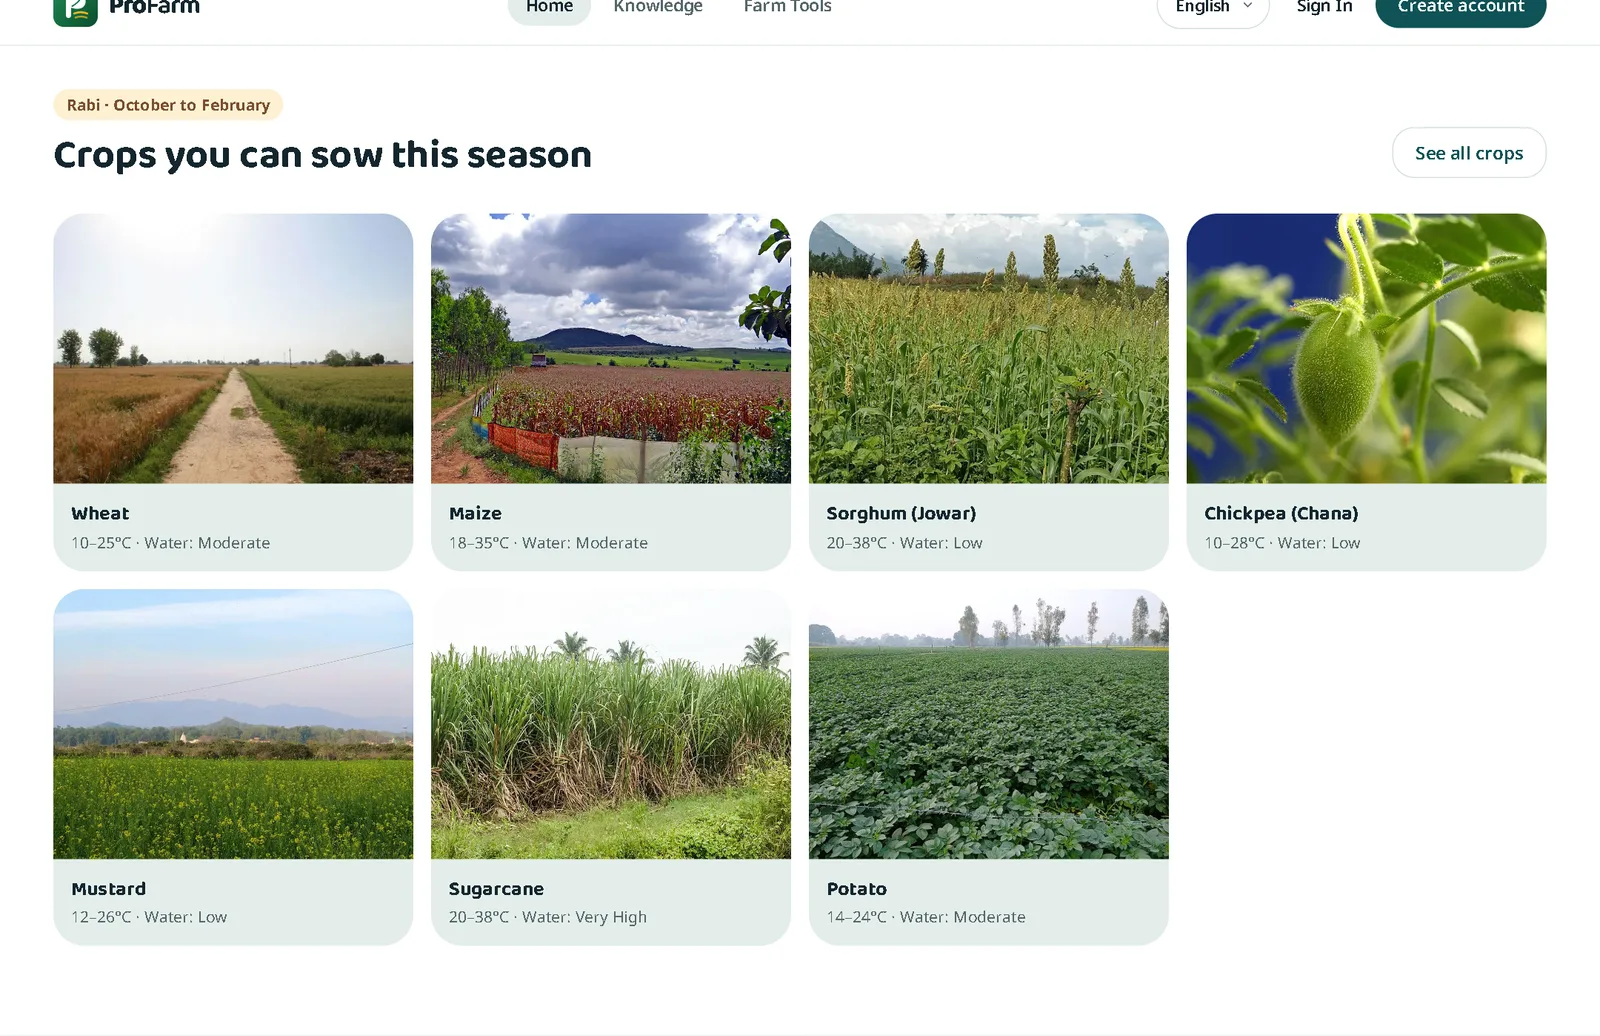 ProFarm
Home Knowledge Farm Tools
English Sign In Create account
Rabi · October to February
Crops you can sow this season
See all crops
Wheat
10–25°C · Water: Moderate
Maize
18–35°C · Water: Moderate
Sorghum (Jowar)
20–38°C · Water: Low
Chickpea (Chana)
10–28°C · Water: Low
Mustard
12–26°C · Water: Low
Sugarcane
20–38°C · Water: Very High
Potato
14–24°C · Water: Moderate